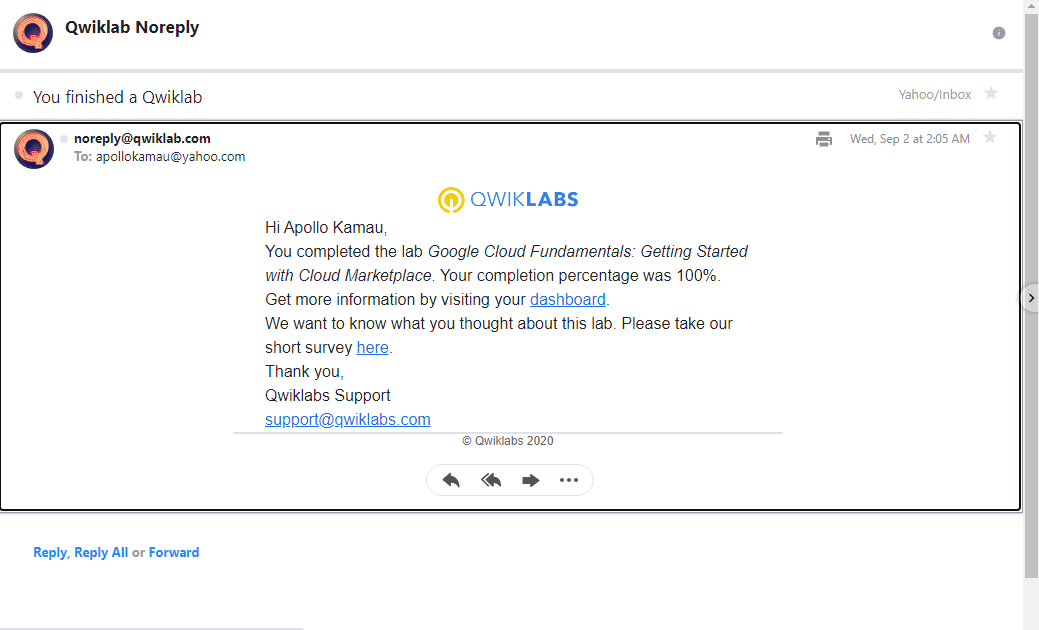 Qwiklab Noreply
You finished a Qwiklab
Yahoo/Inbox
noreply@qwiklab.com
Wed, Sep 2 at 2:05 AM
To: apollokamau@yahoo.com
QWIKLABS
Hi Apollo Kamau,
You completed the lab Google Cloud Fundamentals: Getting Started
with Cloud Marketplace. Your completion percentage was 100%.
Get more information by visiting your dashboard.
We want to know what you thought about this lab. Please take our
short survey here.
Thank you,
Qwiklabs Support
support@qwiklabs.com
© Qwiklabs 2020
Reply, Reply All or Forward